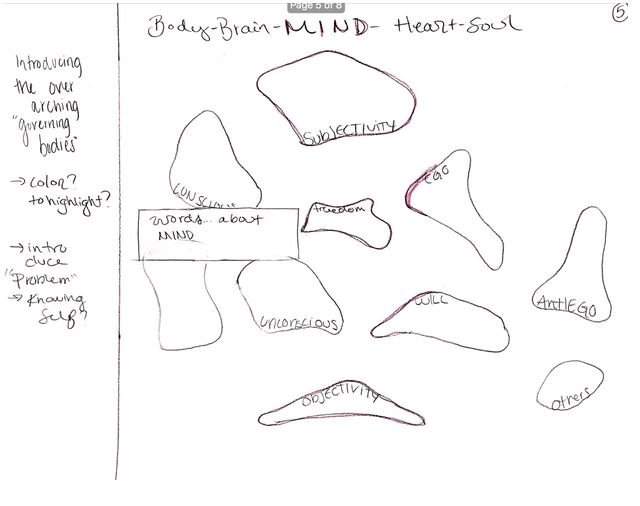 Page 5 of 8
5
Body-Brain-MIND- Heart-Soul
Introducing
the over
arching
"governing
bodies"
→ color?
to highlight?
→ intro
duce
"Problem"
→ Knowing
Self?
SUBJECTIVITY
EGO
words... about
MIND
freedom
AntIEGO
unconscious
WILL
OBJECTIVITY
others